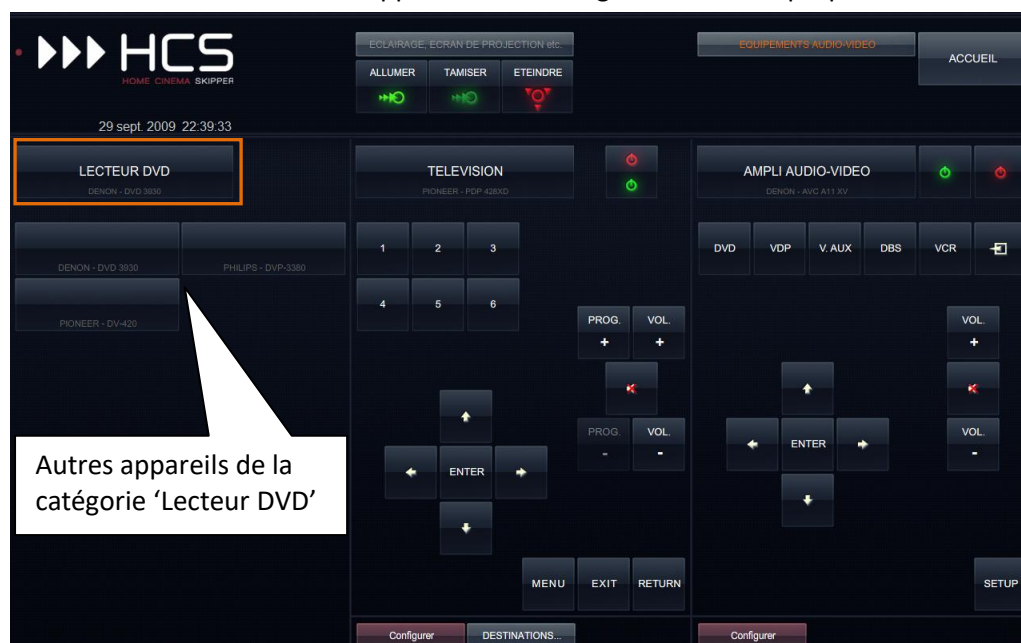 HCS
HOME CINEMA SKIPPER
29 sept. 2009 22:39:33
ECLAIRAGE, ECRAN DE PROJECTION etc.
ALLUMER TAMISER ETEINDRE
EQUIPEMENTS AUDIO-VIDEO
ACCUEIL
LECTEUR DVD
DENON - DVD 3930
DENON - DVD 3930 PHILIPS - DVP-3380
PIONEER - DV-420
Autres appareils de la
catégorie ‘Lecteur DVD’
TELEVISION
PIONEER - PDP 428XD
1 2 3
4 5 6
PROG. VOL.
+ +
PROG. VOL.
- -
ENTER
MENU EXIT RETURN
Configurer DESTINATIONS...
AMPLI AUDIO-VIDEO
DENON - AVC A11 XV
DVD VDP V. AUX DBS VCR
VOL.
+
ENTER
VOL.
-
SETUP
Configurer